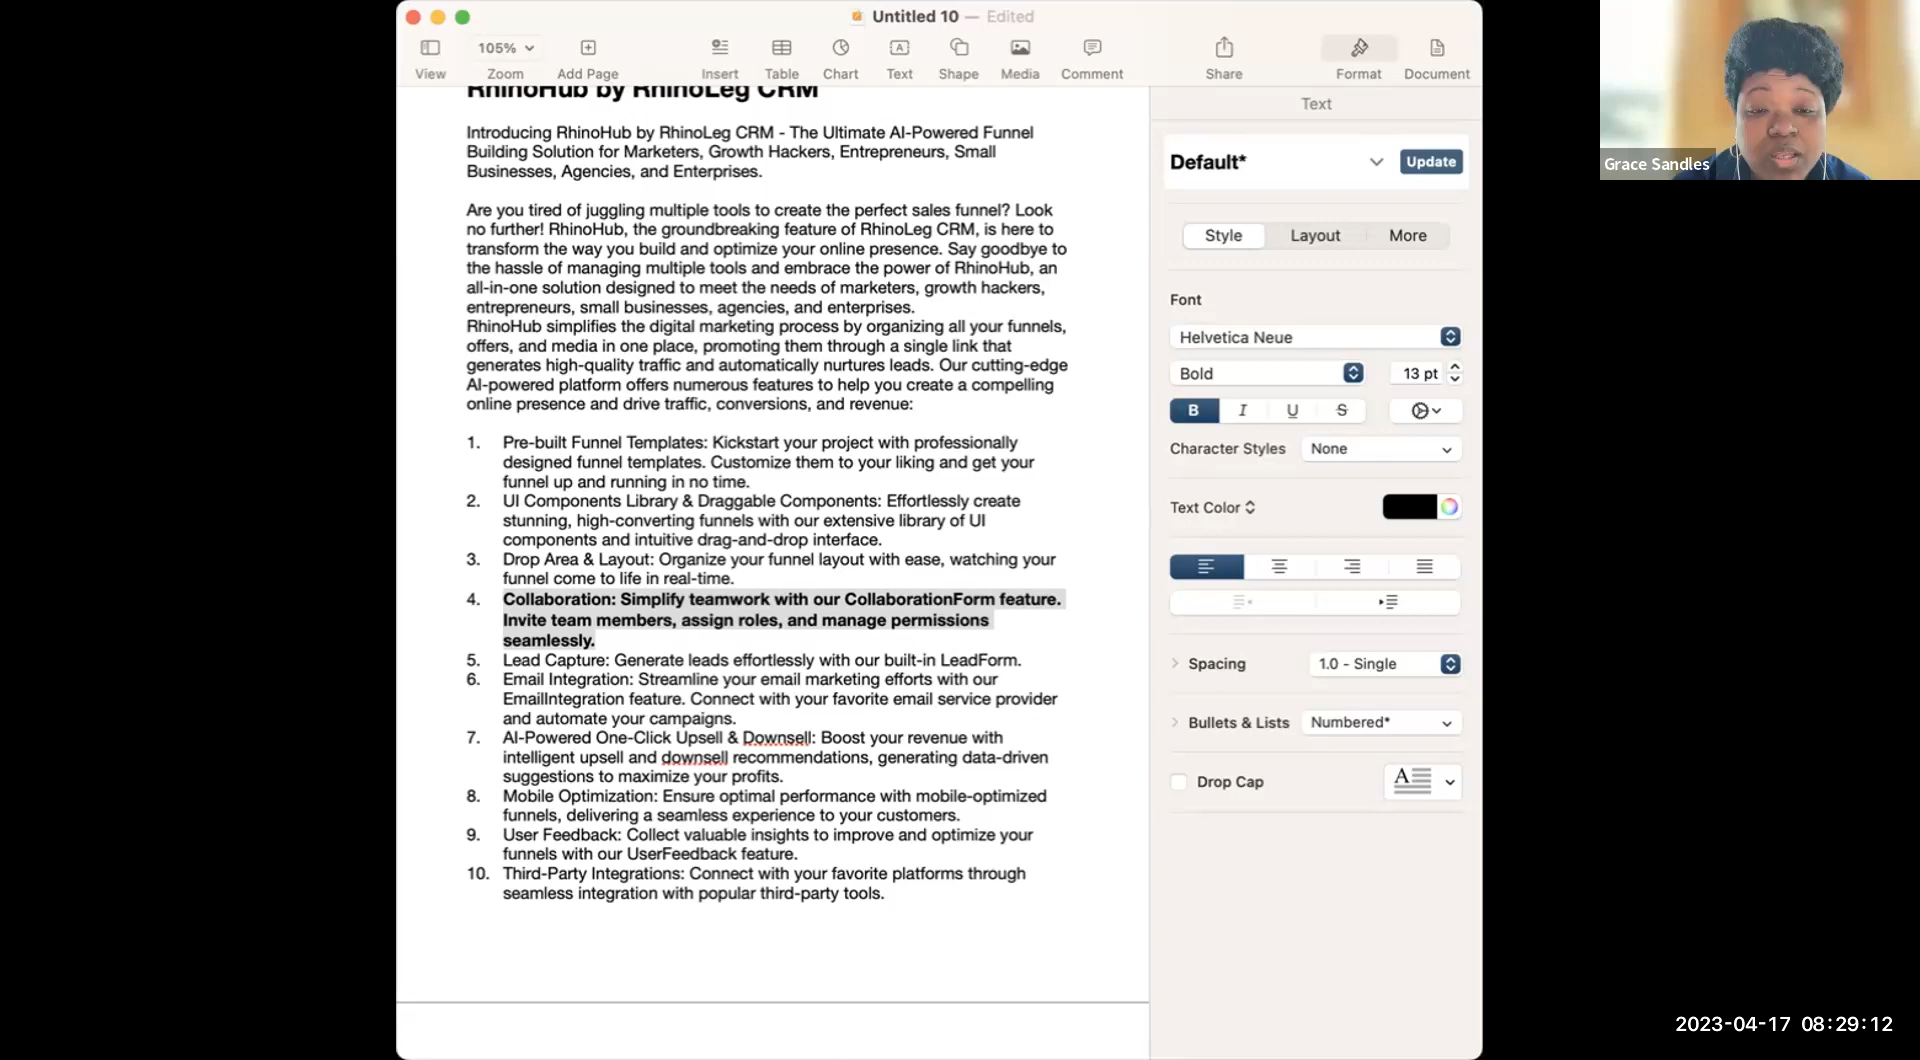 Untitled 10 — Edited
105%
View
Zoom
Add Page
Insert
Table
Chart
Text
Shape
Media
Comment
Share
Format
Document
RhinoHub by RhinoLeg CRM
Introducing RhinoHub by RhinoLeg CRM - The Ultimate AI-Powered Funnel
Building Solution for Marketers, Growth Hackers, Entrepreneurs, Small
Businesses, Agencies, and Enterprises.
Are you tired of juggling multiple tools to create the perfect sales funnel? Look
no further! RhinoHub, the groundbreaking feature of RhinoLeg CRM, is here to
transform the way you build and optimize your online presence. Say goodbye to
the hassle of managing multiple tools and embrace the power of RhinoHub, an
all-in-one solution designed to meet the needs of marketers, growth hackers,
entrepreneurs, small businesses, agencies, and enterprises.
RhinoHub simplifies the digital marketing process by organizing all your funnels,
offers, and media in one place, promoting them through a single link that
generates high-quality traffic and automatically nurtures leads. Our cutting-edge
AI-powered platform offers numerous features to help you create a compelling
online presence and drive traffic, conversions, and revenue:
1. Pre-built Funnel Templates: Kickstart your project with professionally
designed funnel templates. Customize them to your liking and get your
funnel up and running in no time.
2. UI Components Library & Draggable Components: Effortlessly create
stunning, high-converting funnels with our extensive library of UI
components and intuitive drag-and-drop interface.
3. Drop Area & Layout: Organize your funnel layout with ease, watching your
funnel come to life in real-time.
4. Collaboration: Simplify teamwork with our CollaborationForm feature.
Invite team members, assign roles, and manage permissions
seamlessly.
5. Lead Capture: Generate leads effortlessly with our built-in LeadForm.
6. Email Integration: Streamline your email marketing efforts with our
EmailIntegration feature. Connect with your favorite email service provider
and automate your campaigns.
7. AI-Powered One-Click Upsell & Downsell: Boost your revenue with
intelligent upsell and downsell recommendations, generating data-driven
suggestions to maximize your profits.
8. Mobile Optimization: Ensure optimal performance with mobile-optimized
funnels, delivering a seamless experience to your customers.
9. User Feedback: Collect valuable insights to improve and optimize your
funnels with our UserFeedback feature.
10. Third-Party Integrations: Connect with your favorite platforms through
seamless integration with popular third-party tools.
Text
Default*
Update
Style
Layout
More
Font
Helvetica Neue
Bold
13 pt
B I U S
Character Styles
None
Text Color
Spacing
1.0 - Single
Bullets & Lists
Numbered*
Drop Cap
A
Grace Sandles
2023-04-17 08:29:12